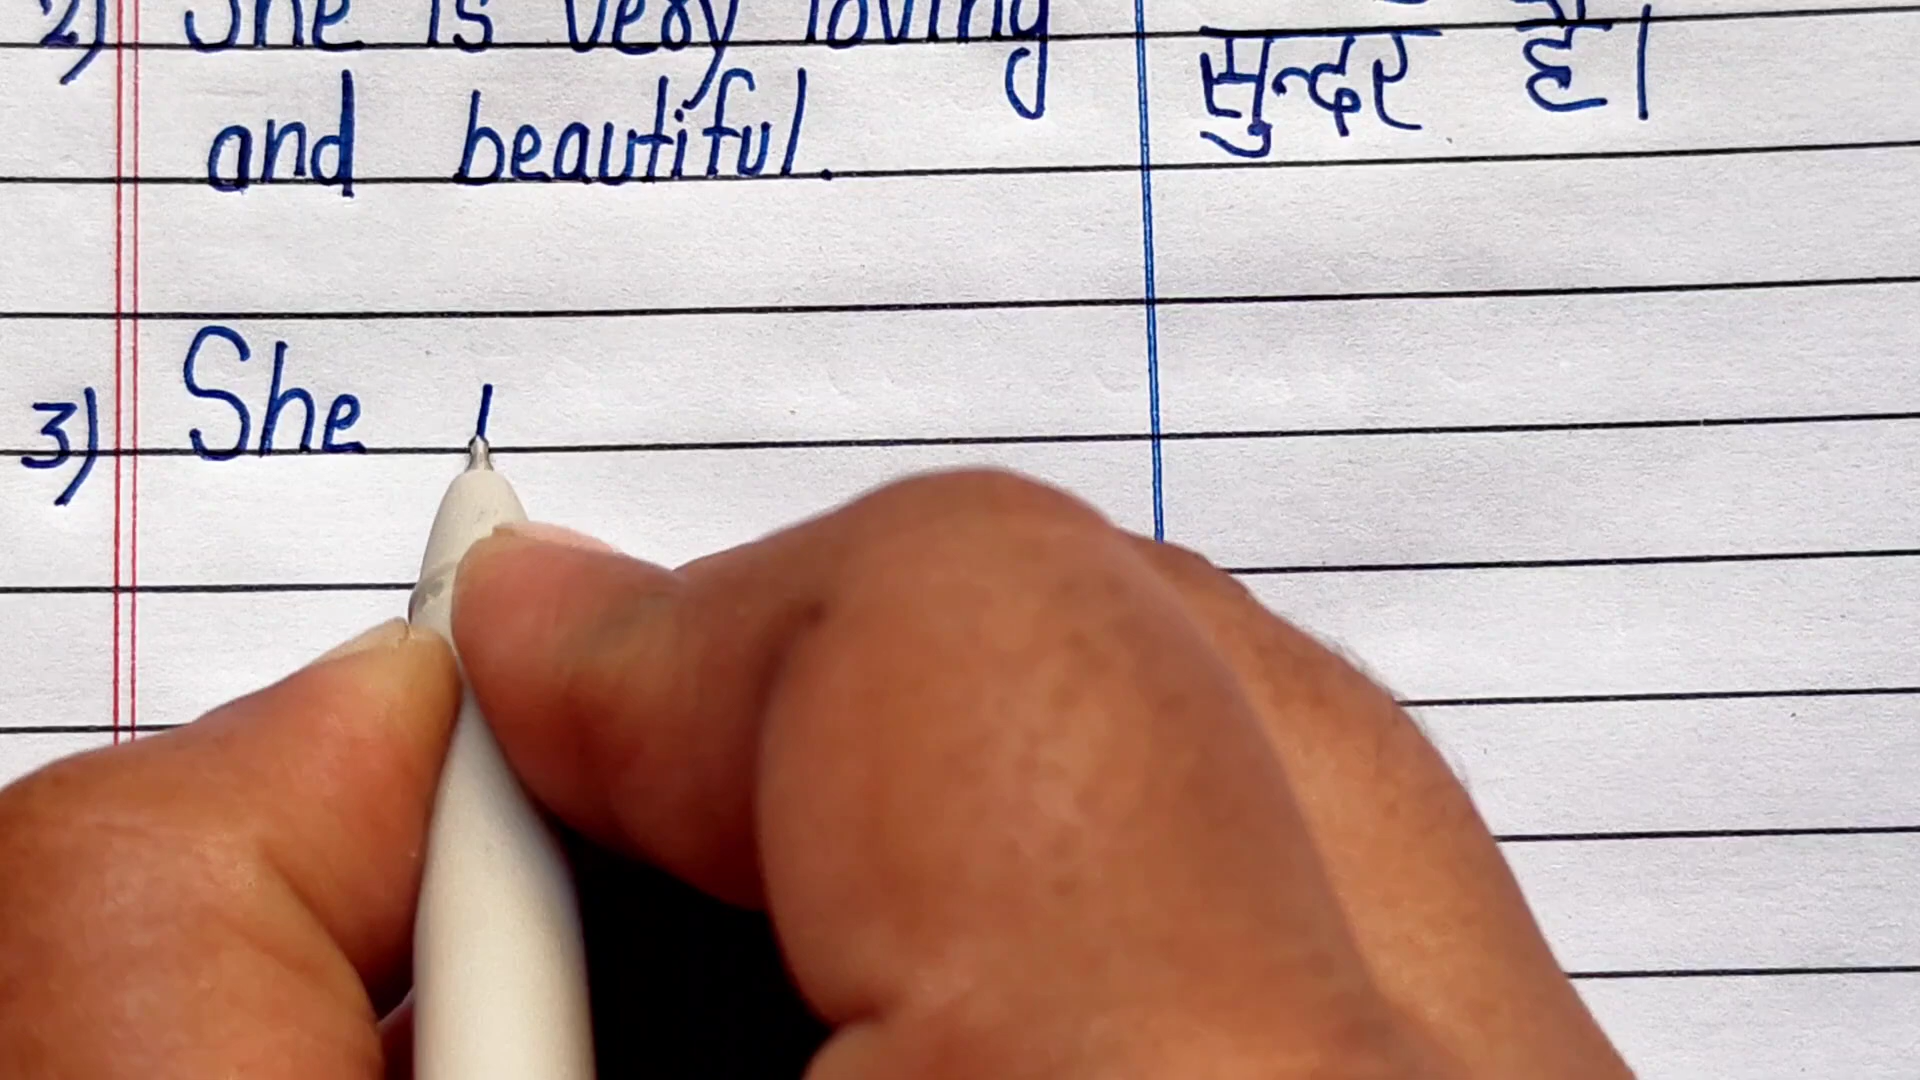 2) She is very loving
and beautiful.
सुन्दर है।
3) She